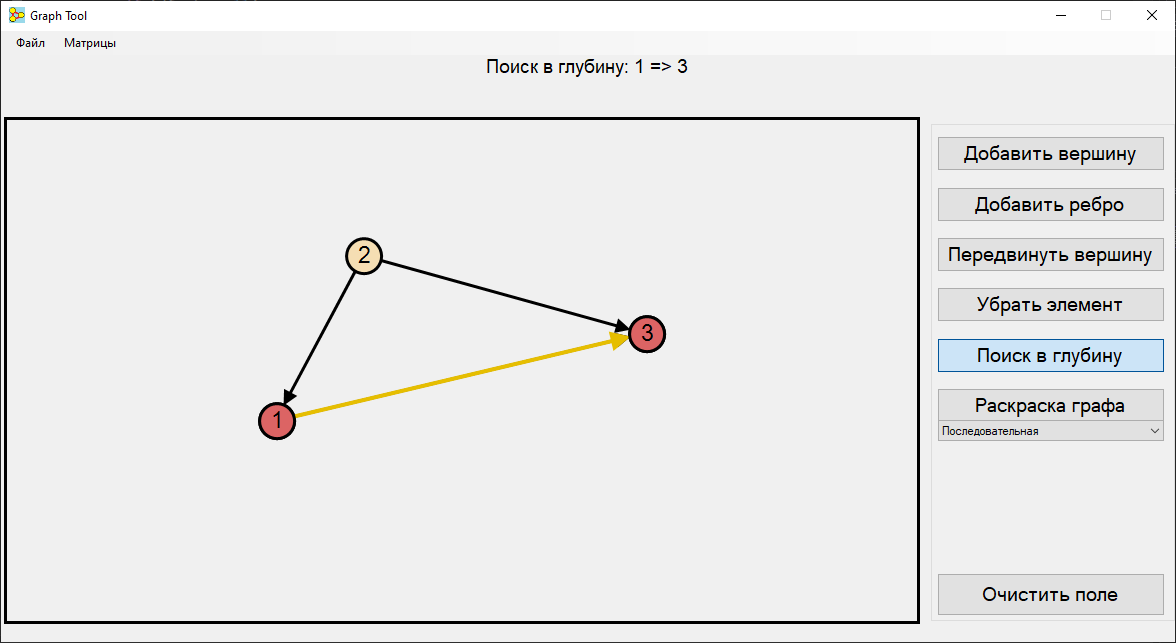 Graph Tool
Файл Матрицы
Поиск в глубину: 1 => 3
2
3
1
Добавить вершину
Добавить ребро
Передвинуть вершину
Убрать элемент
Поиск в глубину
Раскраска графа
Последовательная
Очистить поле